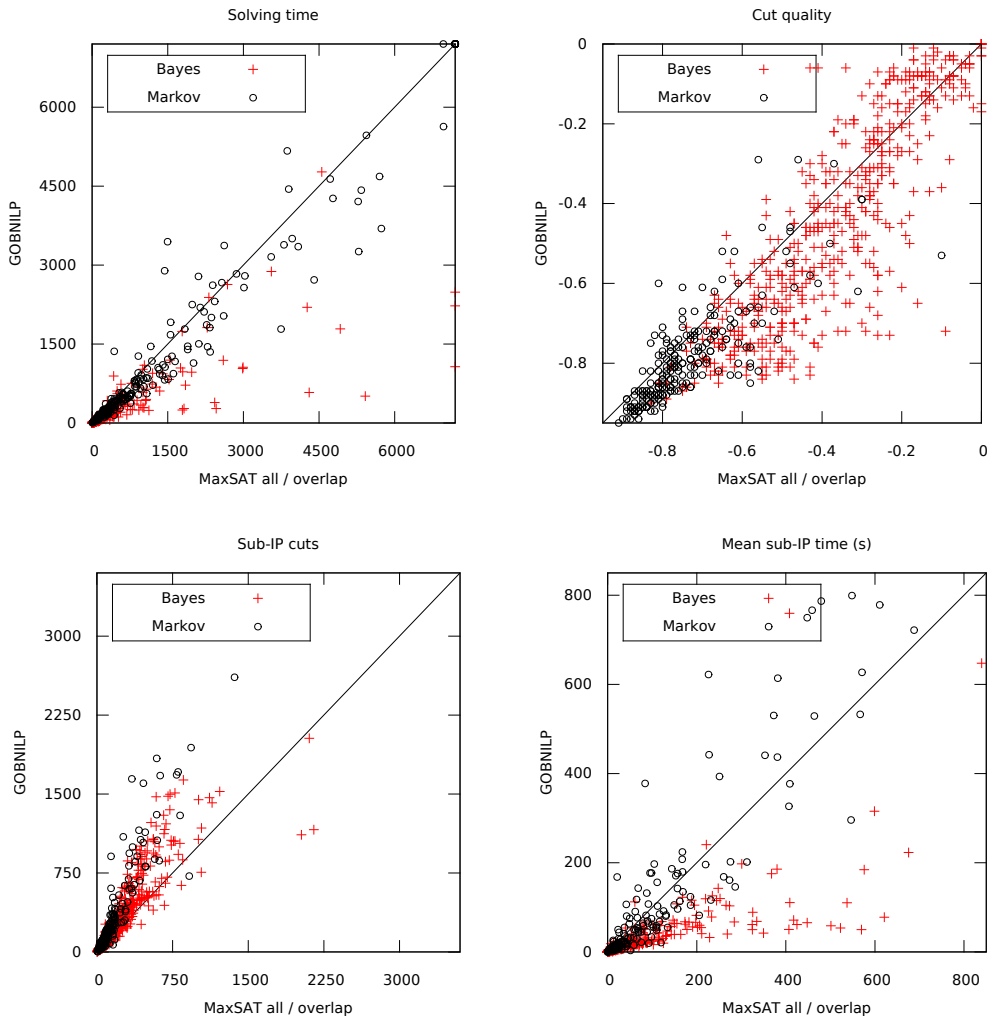 Solving time
Bayes
Markov
6000
4500
3000
1500
0
0 1500 3000 4500 6000
GOBNILP
MaxSAT all / overlap
Cut quality
Bayes
Markov
0
-0.2
-0.4
-0.6
-0.8
-0.8 -0.6 -0.4 -0.2 0
GOBNILP
MaxSAT all / overlap
Sub-IP cuts
Bayes
Markov
3000
2250
1500
750
0
0 750 1500 2250 3000
GOBNILP
MaxSAT all / overlap
Mean sub-IP time (s)
Bayes
Markov
800
600
400
200
0
0 200 400 600 800
GOBNILP
MaxSAT all / overlap